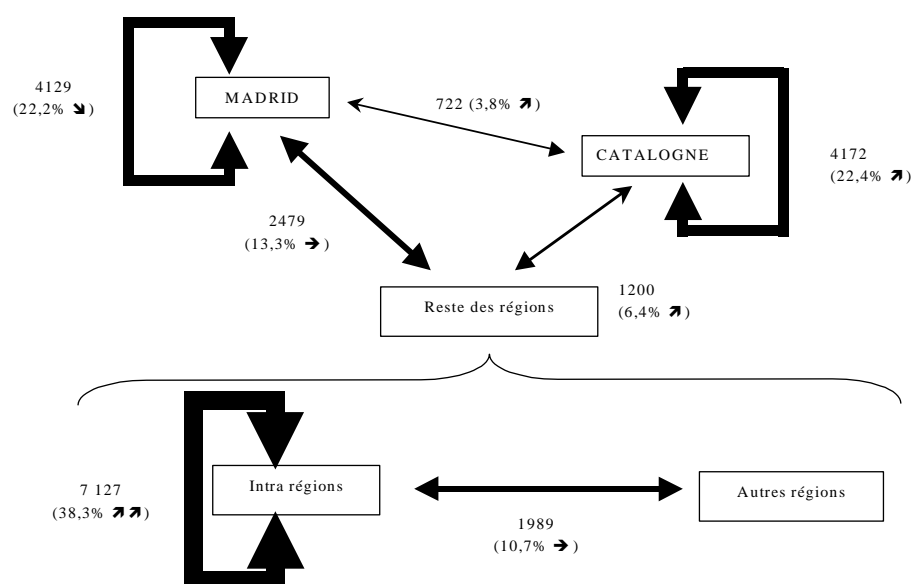 4129
(22,2% 🡾)
MADRID
722 (3,8% 🡽)
CATALOGNE
4172
(22,4% 🡽)
2479
(13,3% ➔)
Reste des régions
1200
(6,4% 🡽)
7 127
(38,3% 🡽🡽)
Intra régions
Autres régions
1989
(10,7% ➔)